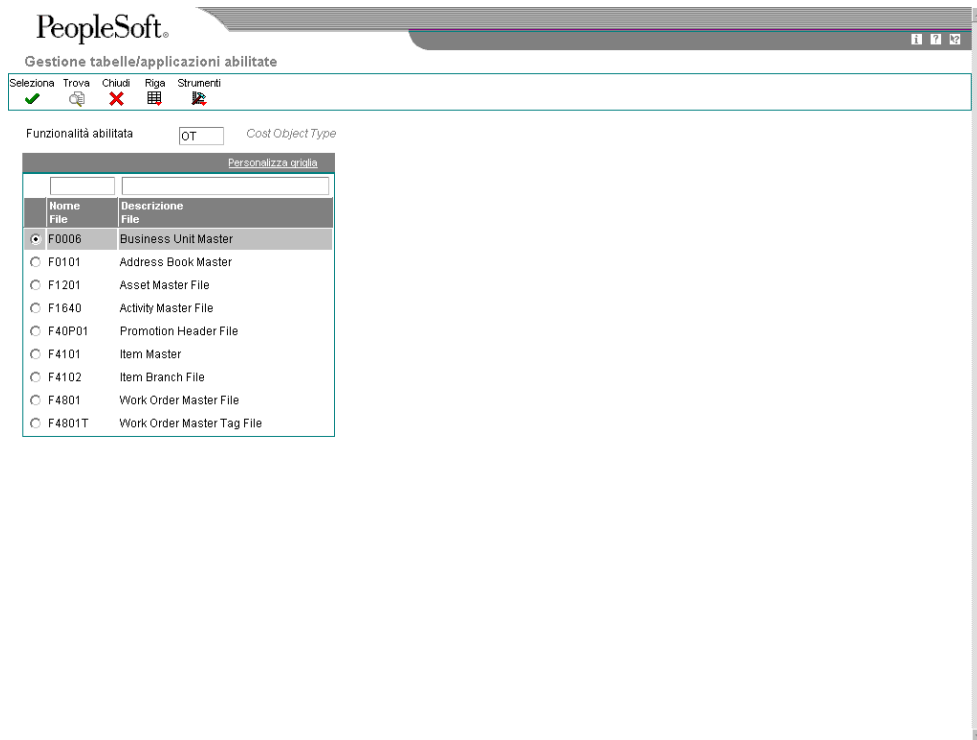 PeopleSoft®
Gestione tabelle/applicazioni abilitate
Seleziona Trova Chiudi Riga Strumenti
Funzionalità abilitata OT Cost Object Type
Personalizza griglia
Nome File Descrizione File
F0006 Business Unit Master
F0101 Address Book Master
F1201 Asset Master File
F1640 Activity Master File
F40P01 Promotion Header File
F4101 Item Master
F4102 Item Branch File
F4801 Work Order Master File
F4801T Work Order Master Tag File